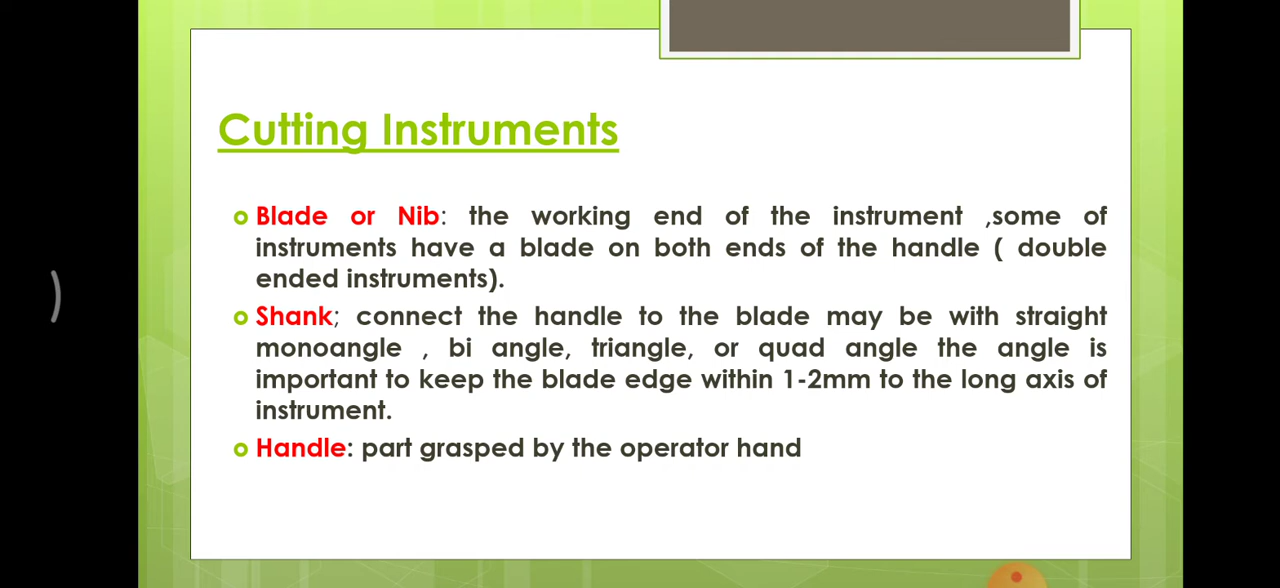 Cutting Instruments
Blade or Nib: the working end of the instrument ,some of
instruments have a blade on both ends of the handle ( double
ended instruments).
Shank; connect the handle to the blade may be with straight
monoangle , bi angle, triangle, or quad angle the angle is
important to keep the blade edge within 1-2mm to the long axis of
instrument.
Handle: part grasped by the operator hand